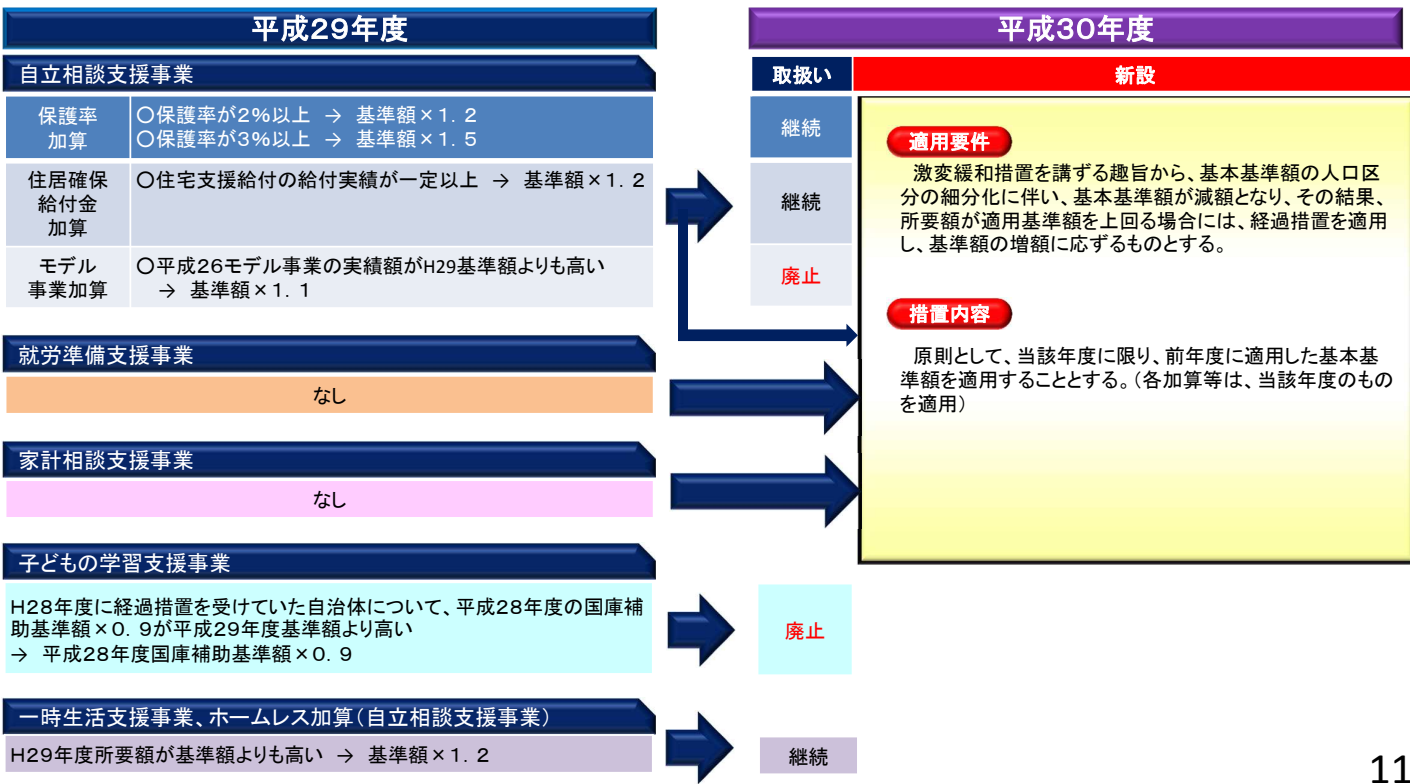 平成29年度
自立相談支援事業
保護率
加算
〇保護率が2%以上 → 基準額×1.2
〇保護率が3%以上 → 基準額×1.5
住居確保
給付金
加算
〇住宅支援給付の給付実績が一定以上 → 基準額×1.2
モデル
事業加算
〇平成26モデル事業の実績額がH29基準額よりも高い
→ 基準額×1.1
就労準備支援事業
なし
家計相談支援事業
なし
子どもの学習支援事業
H28年度に経過措置を受けていた自治体について、平成28年度の国庫補
助基準額×0.9が平成29年度基準額より高い
→ 平成28年度国庫補助基準額×0.9
一時生活支援事業、ホームレス加算(自立相談支援事業)
H29年度所要額が基準額よりも高い → 基準額×1.2
平成30年度
取扱い
新設
継続
継続
廃止
適用要件
激変緩和措置を講ずる趣旨から、基本基準額の人口区
分の細分化に伴い、基本基準額が減額となり、その結果、
所要額が適用基準額を上回る場合には、経過措置を適用
し、基準額の増額に応ずるものとする。
措置内容
原則として、当該年度に限り、前年度に適用した基本基
準額を適用することとする。(各加算等は、当該年度のもの
を適用)
廃止
継続
11